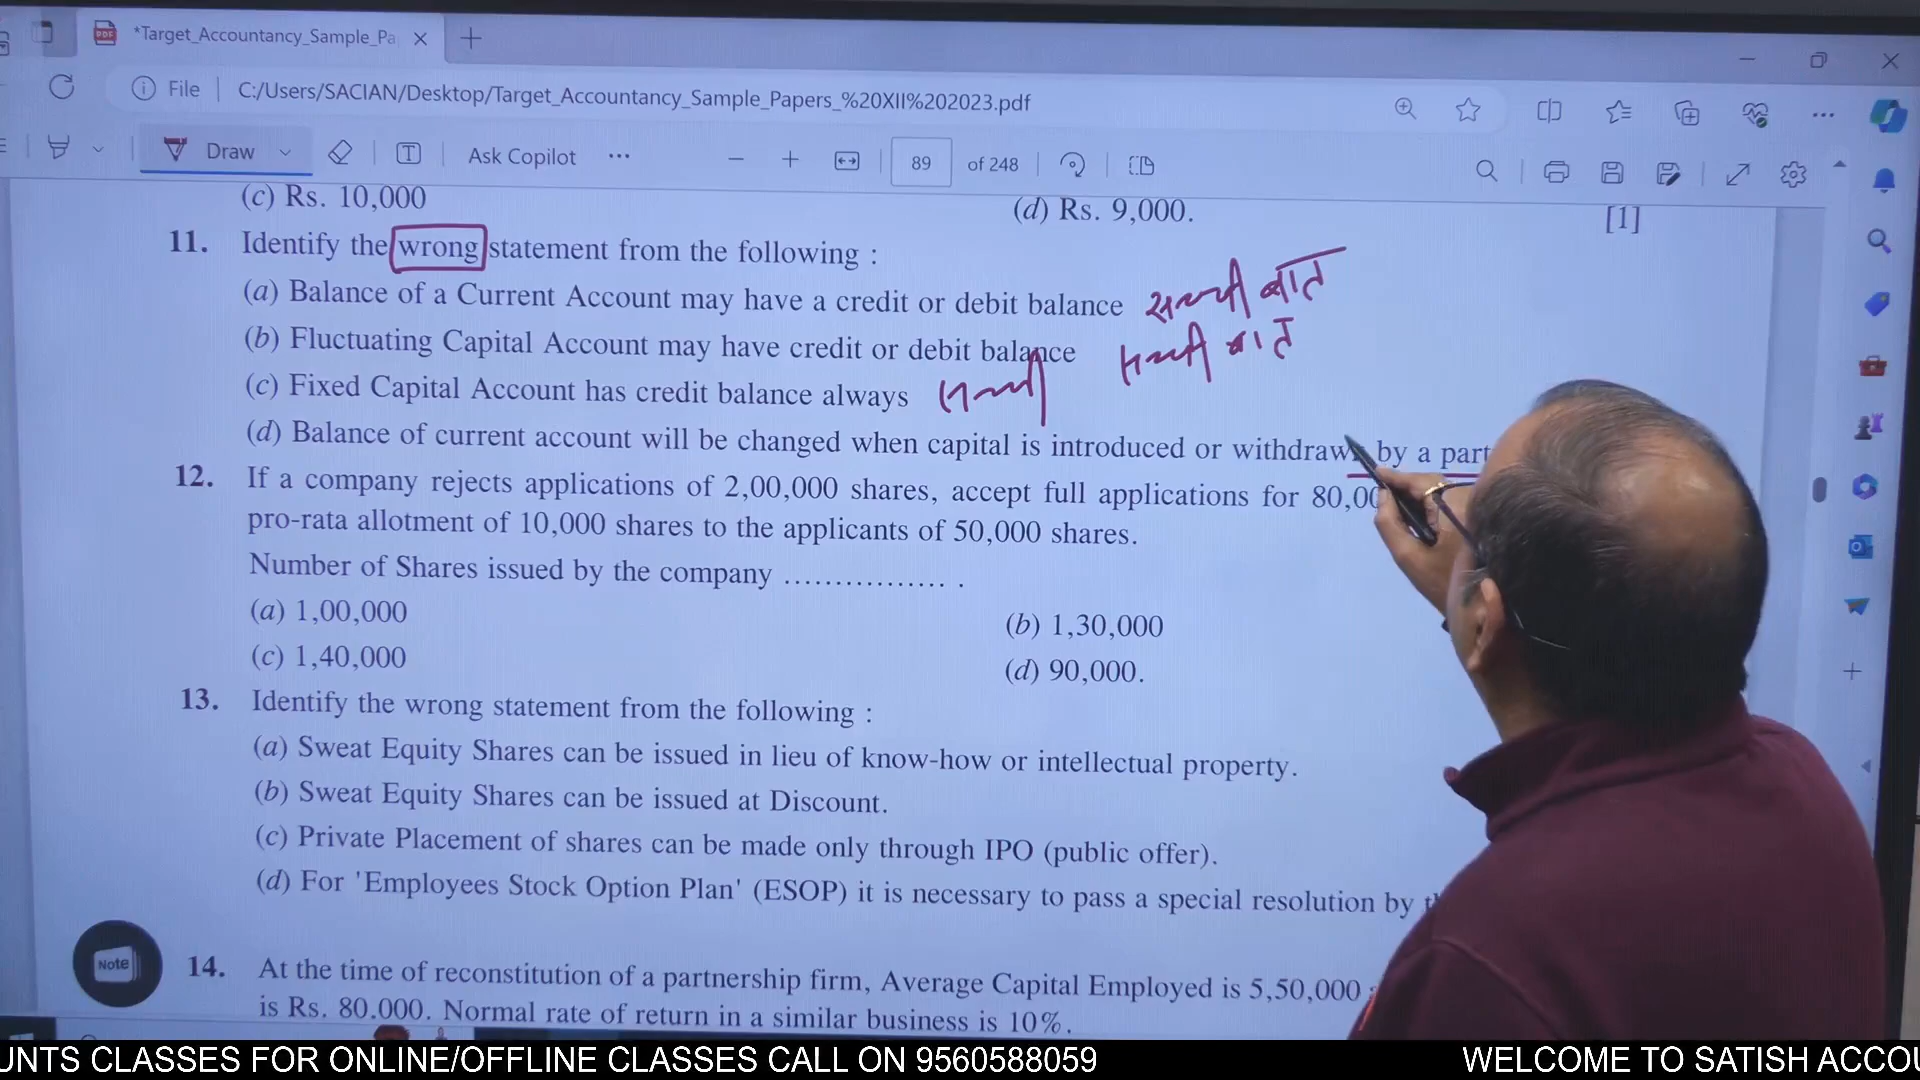 *Target_Accountancy_Sample_Pa
File C:/Users/SACIAN/Desktop/Target_Accountancy_Sample_Papers_%20XII%202023.pdf
Draw T Ask Copilot 89 of 248
(c) Rs. 10,000 (d) Rs. 9,000. [1]
11. Identify the wrong statement from the following :
(a) Balance of a Current Account may have a credit or debit balance सच्ची बात
(b) Fluctuating Capital Account may have credit or debit balance सच्ची बात
(c) Fixed Capital Account has credit balance always सच्ची
(d) Balance of current account will be changed when capital is introduced or withdrawn by a part
12. If a company rejects applications of 2,00,000 shares, accept full applications for 80,00
pro-rata allotment of 10,000 shares to the applicants of 50,000 shares.
Number of Shares issued by the company ................ .
(a) 1,00,000 (b) 1,30,000
(c) 1,40,000 (d) 90,000.
13. Identify the wrong statement from the following :
(a) Sweat Equity Shares can be issued in lieu of know-how or intellectual property.
(b) Sweat Equity Shares can be issued at Discount.
(c) Private Placement of shares can be made only through IPO (public offer).
(d) For 'Employees Stock Option Plan' (ESOP) it is necessary to pass a special resolution by
Note
14. At the time of reconstitution of a partnership firm, Average Capital Employed is 5,50,000
is Rs. 80.000. Normal rate of return in a similar business is 10%.
UNTS CLASSES FOR ONLINE/OFFLINE CLASSES CALL ON 9560588059 WELCOME TO SATISH ACCOU